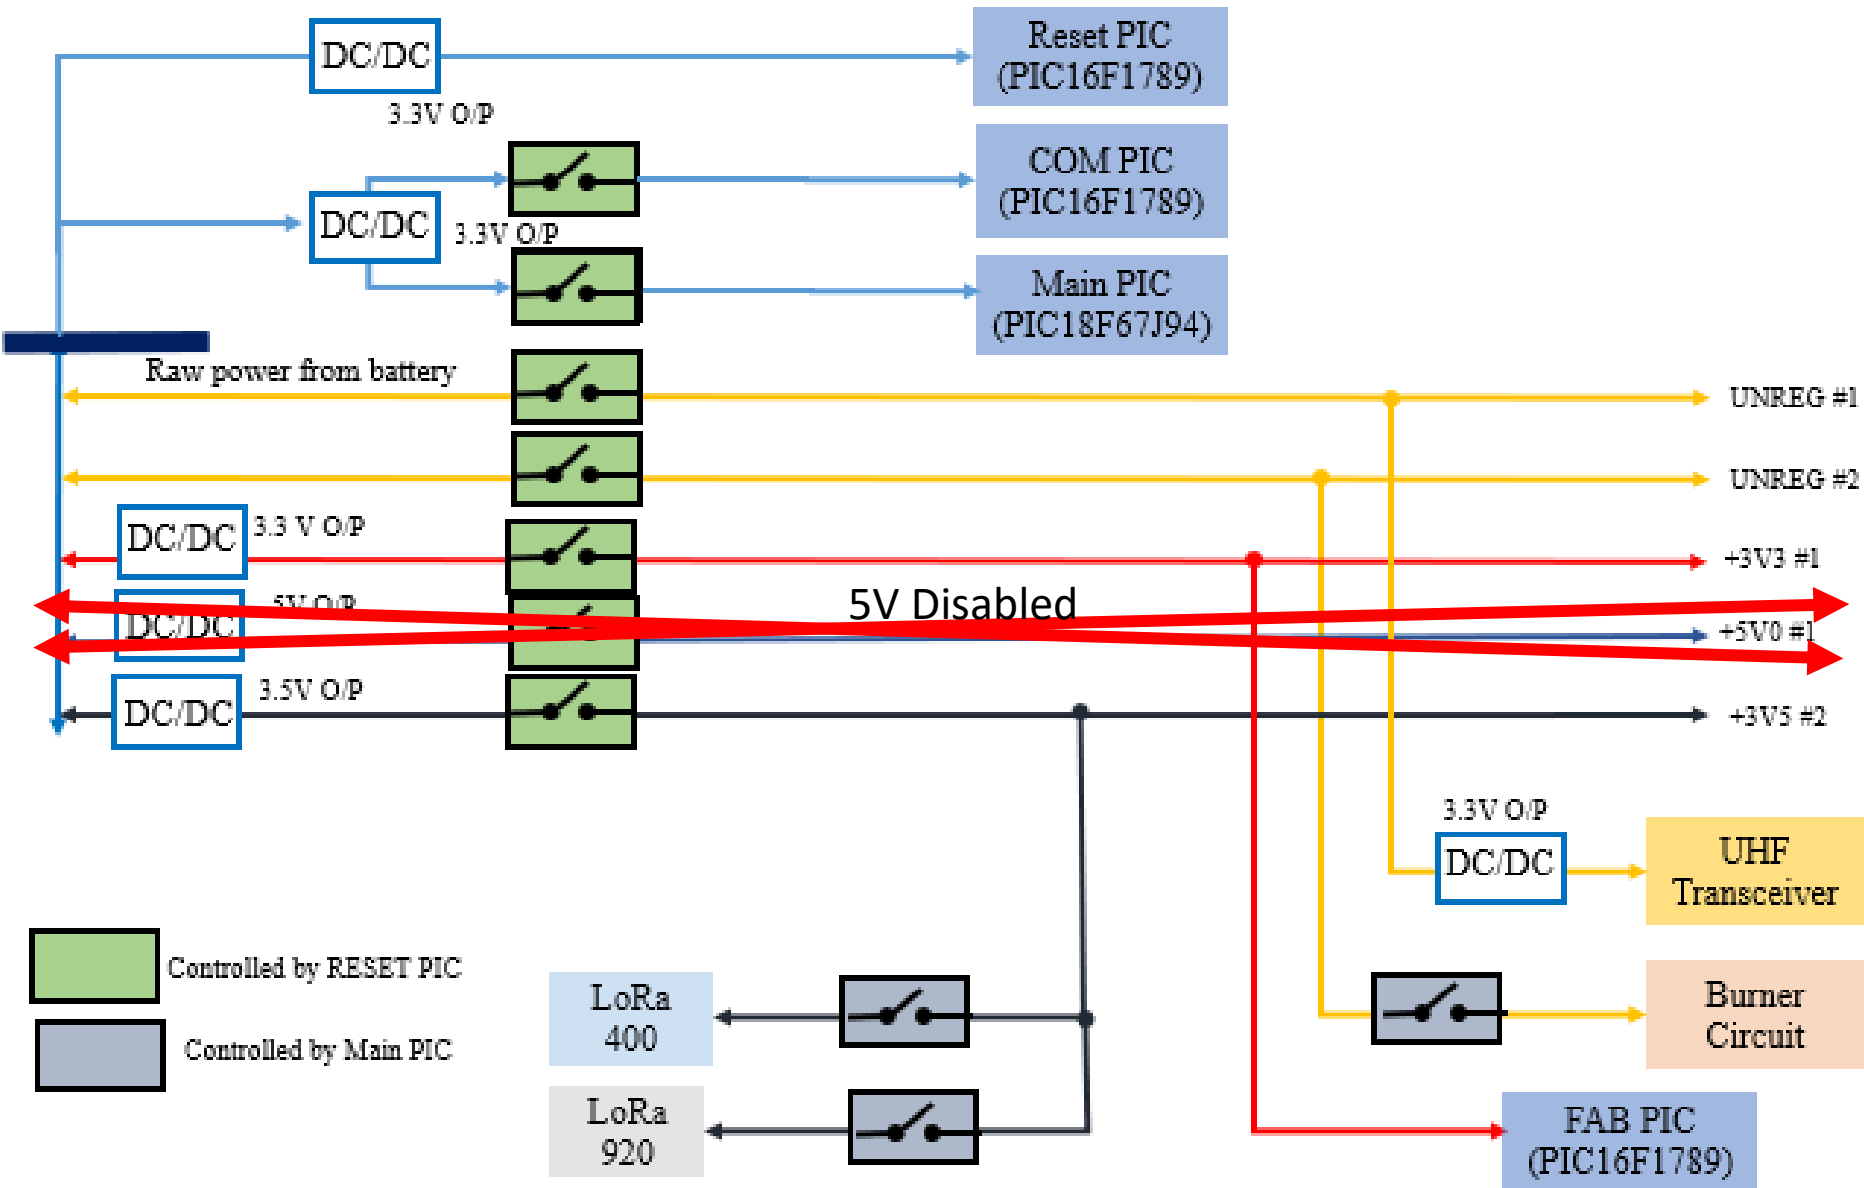 DC/DC
Reset PIC
(PIC16F1789)
3.3V O/P
COM PIC
(PIC16F1789)
DC/DC
3.3V O/P
Main PIC
(PIC18F67J94)
Raw power from battery
UNREG #1
UNREG #2
DC/DC
3.3 V O/P
+3V3 #1
5V O/P
5V Disabled
DC/DC
+5V0 #1
3.5V O/P
DC/DC
+3V5 #2
3.3V O/P
DC/DC
UHF
Transceiver
Controlled by RESET PIC
LoRa
400
Burner
Circuit
Controlled by Main PIC
LoRa
920
FAB PIC
(PIC16F1789)